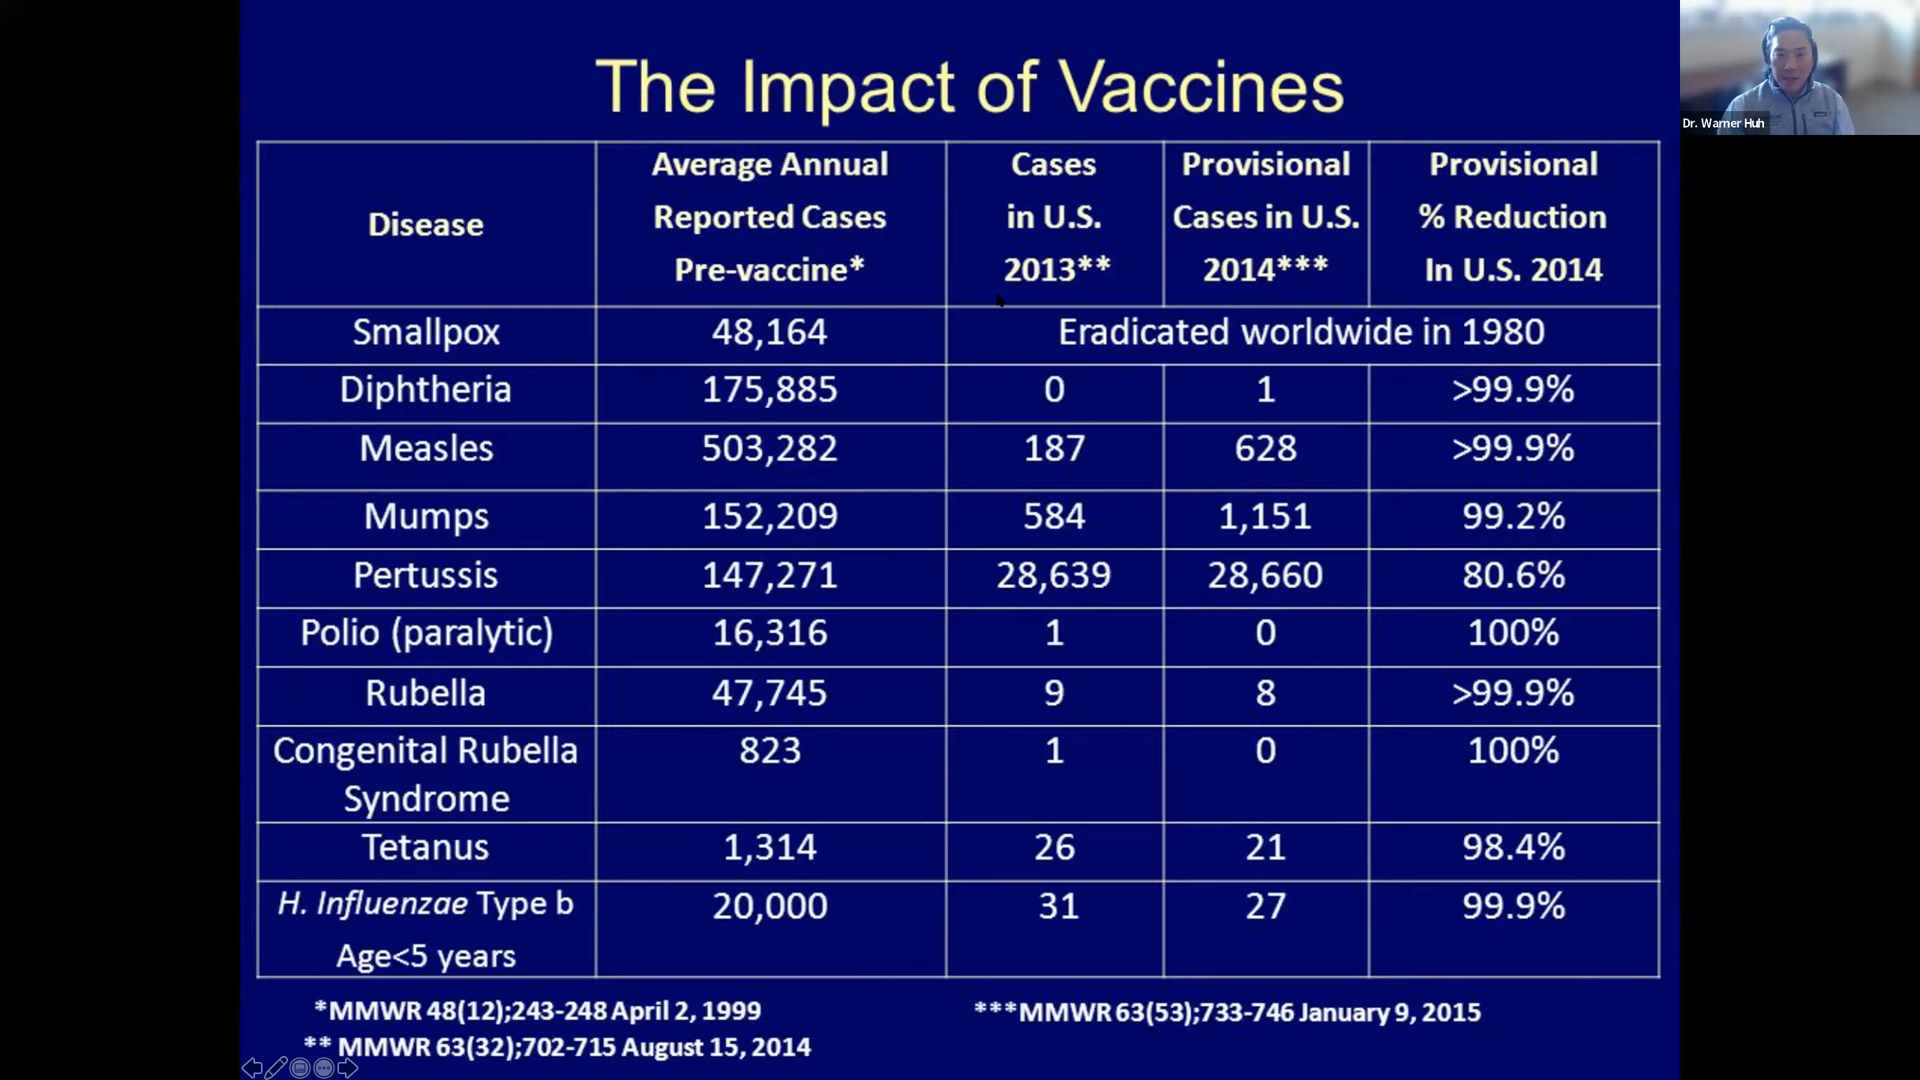 The Impact of Vaccines
Dr. Warner Huh
Disease
Average Annual
Reported Cases
Pre-vaccine*
Cases
in U.S.
2013**
Provisional
Cases in U.S.
2014***
Provisional
% Reduction
In U.S. 2014
Smallpox 48,164 Eradicated worldwide in 1980
Diphtheria 175,885 0 1 >99.9%
Measles 503,282 187 628 >99.9%
Mumps 152,209 584 1,151 99.2%
Pertussis 147,271 28,639 28,660 80.6%
Polio (paralytic) 16,316 1 0 100%
Rubella 47,745 9 8 >99.9%
Congenital Rubella 823 1 0 100%
Syndrome
Tetanus 1,314 26 21 98.4%
H. Influenzae Type b 20,000 31 27 99.9%
Age<5 years
*MMWR 48(12);243-248 April 2, 1999
** MMWR 63(32);702-715 August 15, 2014
***MMWR 63(53);733-746 January 9, 2015